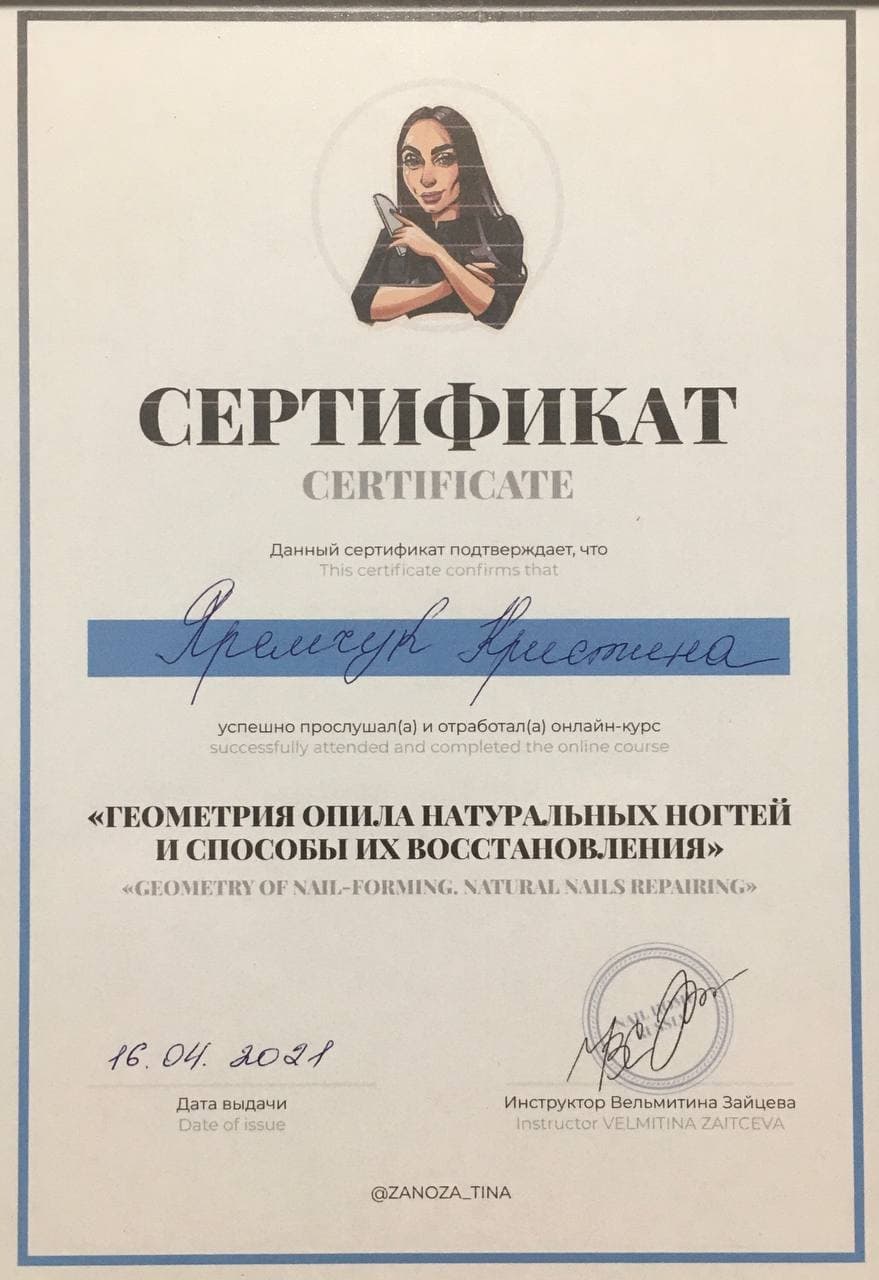 СЕРТИФИКАТ
CERTIFICATE
Данный сертификат подтверждает, что
This certificate confirms that
Яремчук Кристина
успешно прослушал(а) и отработал(а) онлайн-курс
successfully attended and completed the online course
«ГЕОМЕТРИЯ ОПИЛА НАТУРАЛЬНЫХ НОГТЕЙ
И СПОСОБЫ ИХ ВОССТАНОВЛЕНИЯ»
«GEOMETRY OF NAIL-FORMING. NATURAL NAILS REPAIRING»
NAIL
16.04.2021
Дата выдачи
Date of issue
Инструктор Вельмитина Зайцева
Instructor VELMITINA ZAITCEVA
@ZANOZA_TINA